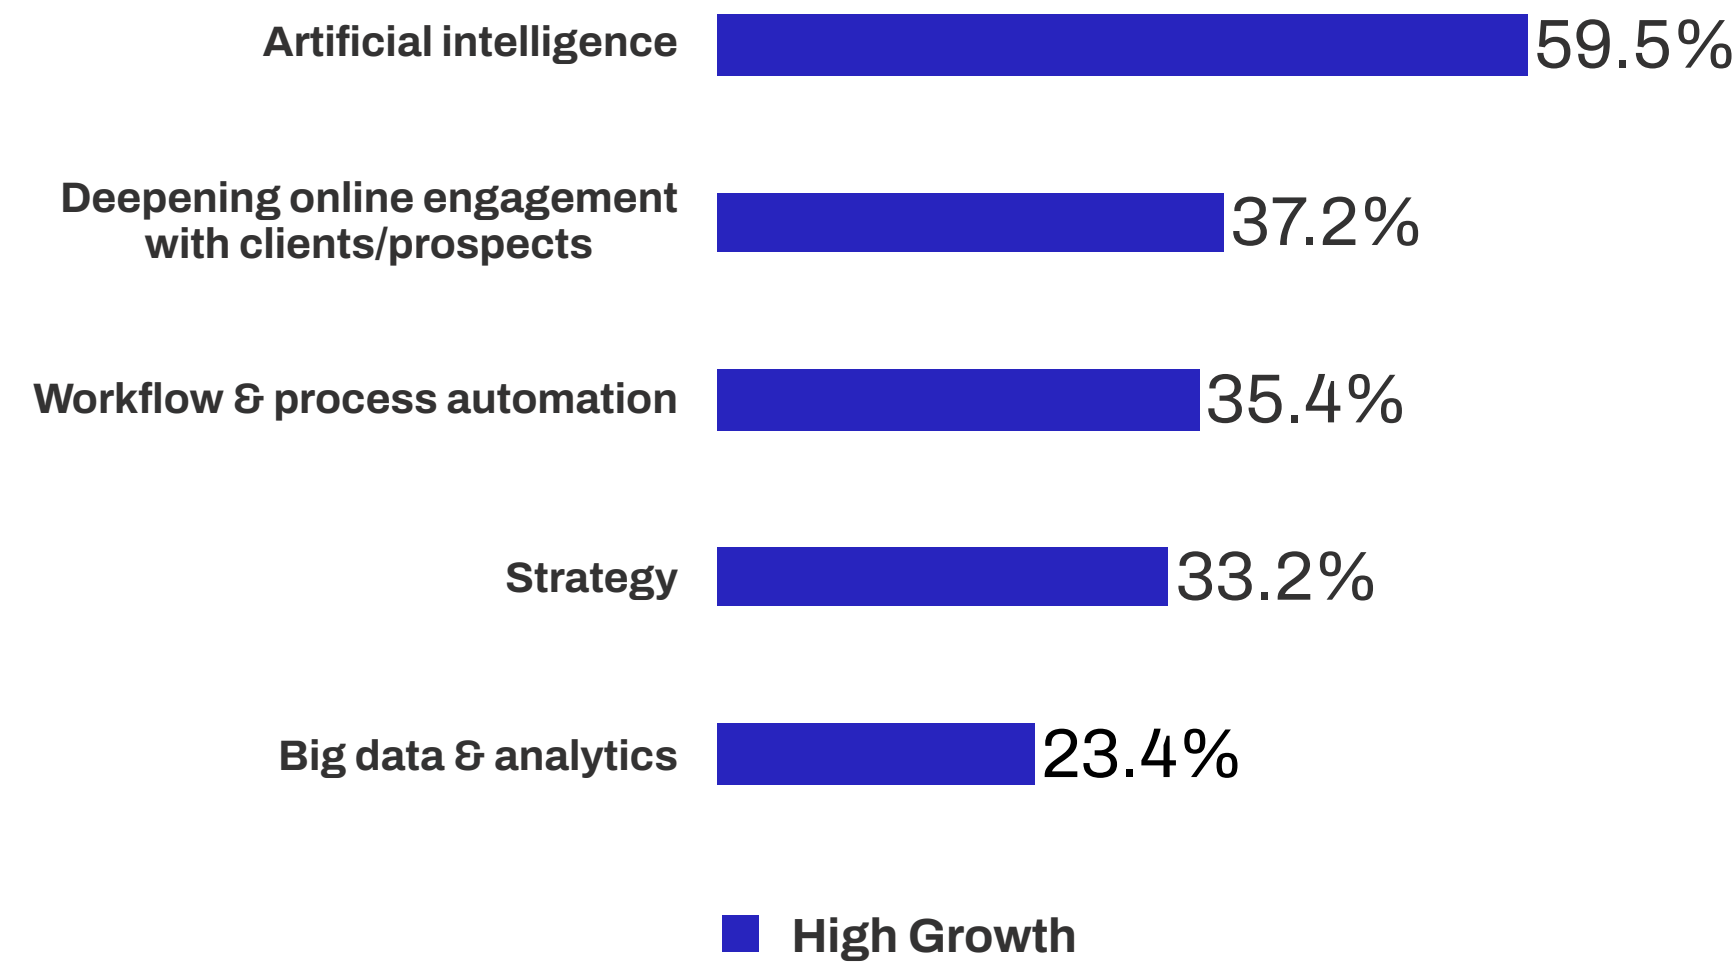 Artificial intelligence 59.5%
Deepening online engagement
with clients/prospects 37.2%
Workflow & process automation 35.4%
Strategy 33.2%
Big data & analytics 23.4%
High Growth